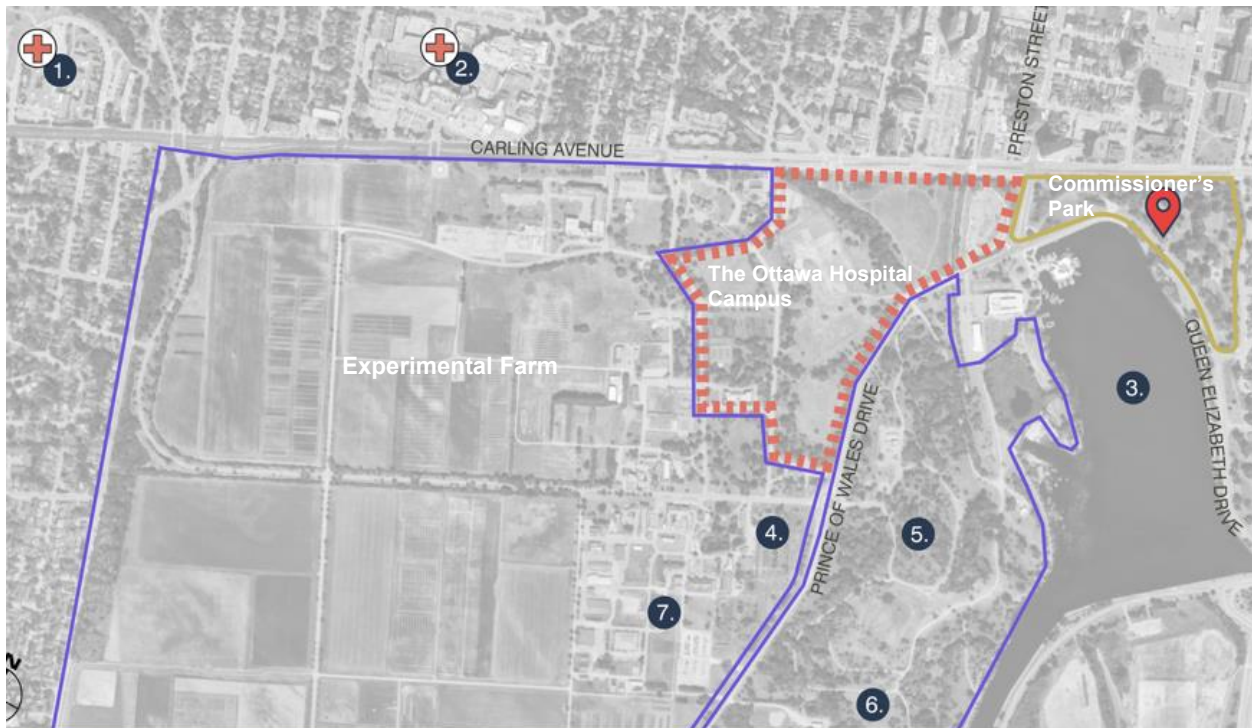 1.
2.
CARLING AVENUE
PRESTON STREET
Commissioner's
Park
The Ottawa Hospital
Campus
Experimental Farm
3.
QUEEN ELIZABETH DRIVE
PRINCE OF WALES DRIVE
4.
5.
7.
6.